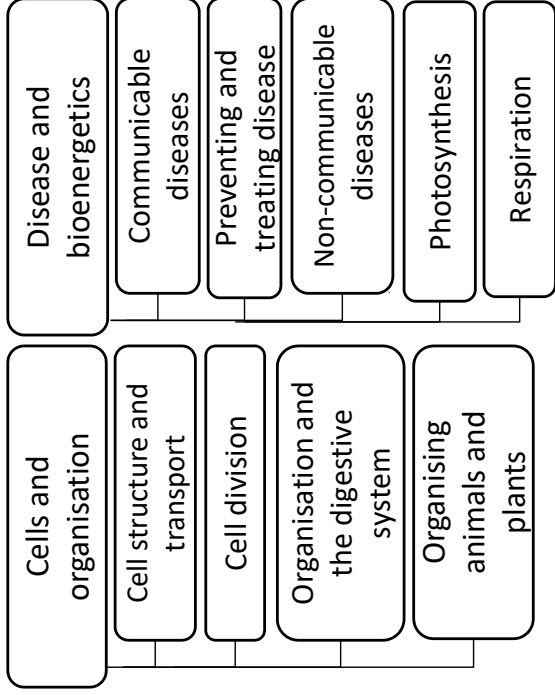 Cells and
organisation
Cell structure and
transport
Cell division
Organisation and
the digestive
system
Organising
animals and
plants
Disease and
bioenergetics
Communicable
diseases
Preventing and
treating disease
Non-communicable
diseases
Photosynthesis
Respiration